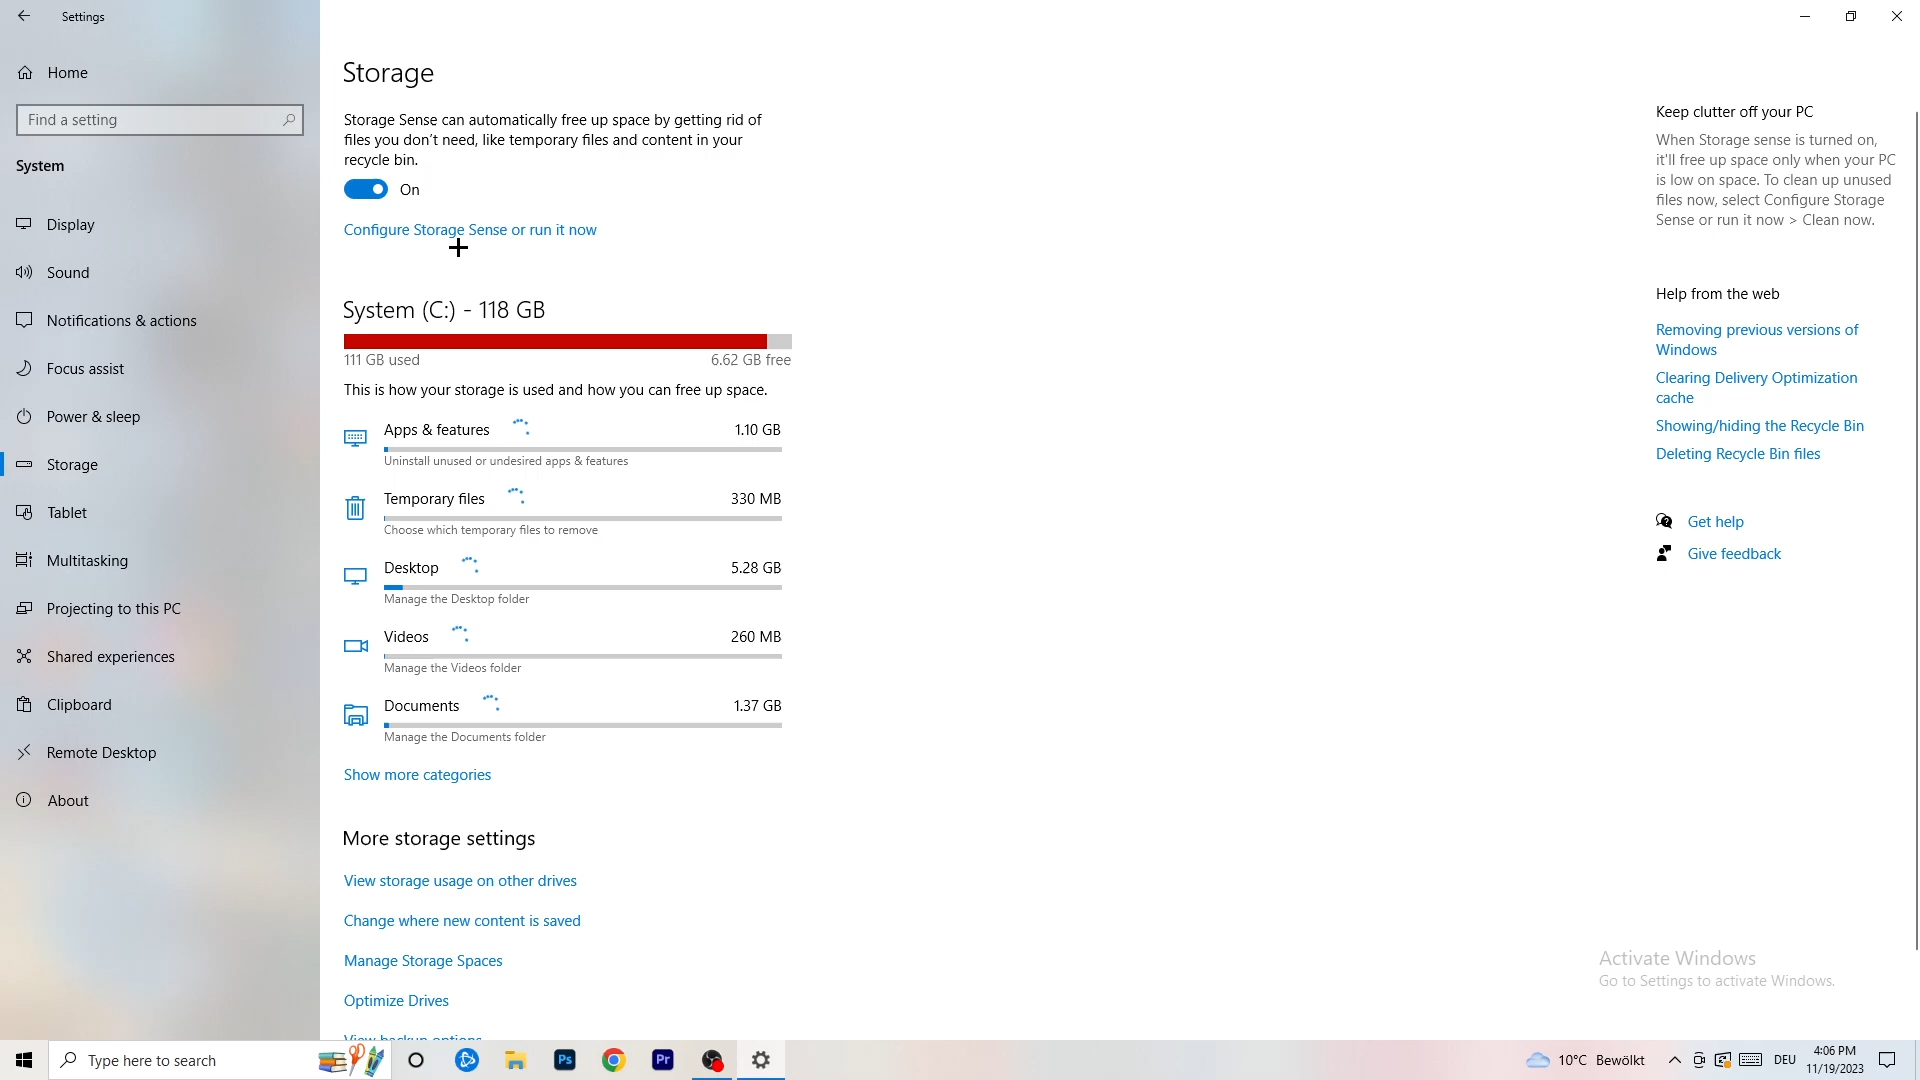 Settings
Home
Find a setting
System
Display
Sound
Notifications & actions
Focus assist
Power & sleep
Storage
Tablet
Multitasking
Projecting to this PC
Shared experiences
Clipboard
Remote Desktop
About
Storage
Storage Sense can automatically free up space by getting rid of
files you don't need, like temporary files and content in your
recycle bin.
On
Configure Storage Sense or run it now
System (C:) - 118 GB
111 GB used 6.62 GB free
This is how your storage is used and how you can free up space.
Apps & features 1.10 GB
Uninstall unused or undesired apps & features
Temporary files 330 MB
Choose which temporary files to remove
Desktop 5.28 GB
Manage the Desktop folder
Videos 260 MB
Manage the Videos folder
Documents 1.37 GB
Manage the Documents folder
Show more categories
More storage settings
View storage usage on other drives
Change where new content is saved
Manage Storage Spaces
Optimize Drives
View backup options
Keep clutter off your PC
When Storage sense is turned on,
it'll free up space only when your PC
is low on space. To clean up unused
files now, select Configure Storage
Sense or run it now > Clean now.
Help from the web
Removing previous versions of
Windows
Clearing Delivery Optimization
cache
Showing/hiding the Recycle Bin
Deleting Recycle Bin files
Get help
Give feedback
Activate Windows
Go to Settings to activate Windows.
Type here to search
Ps
Pr
10°C Bewölkt
DEU
4:06 PM
11/19/2023